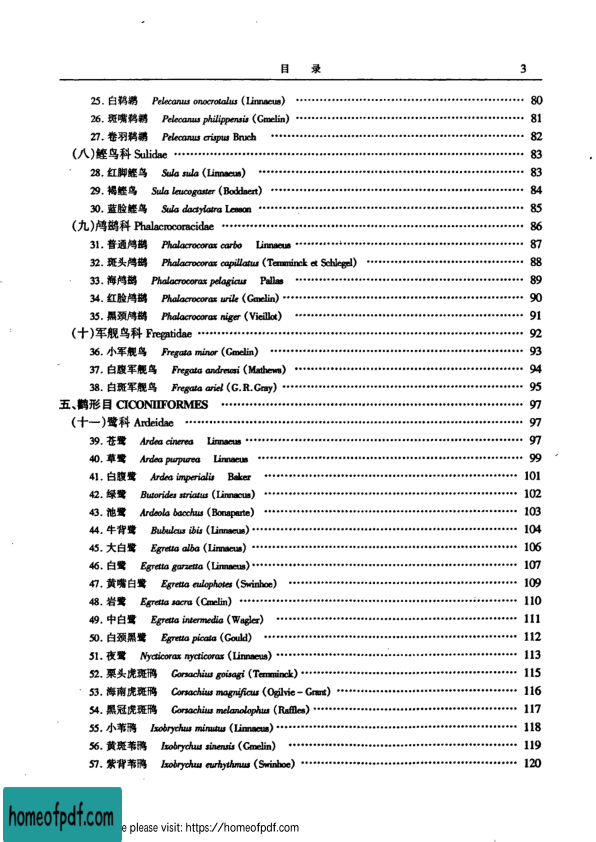 目 录 3
25. 白鹈鹕 Pelecanus onocrotalus (Linnaeus) 80
26. 斑嘴鹈鹕 Pelecanus philippensis (Gmelin) 81
27. 卷羽鹈鹕 Pelecanus crispus Bruch 82
(八)鲣鸟科 Sulidae 83
28. 红脚鲣鸟 Sula sula (Linnaeus) 83
29. 褐鲣鸟 Sula leucogaster (Boddaert) 84
30. 蓝脸鲣鸟 Sula dactylatra Lesson 85
(九)鸬鹚科 Phalacrocoracidae 86
31. 普通鸬鹚 Phalacrocorax carbo Linnaeus 87
32. 斑头鸬鹚 Phalacrocorax capillatus (Temminck et Schlegel) 88
33. 海鸬鹚 Phalacrocorax pelagicus Pallas 89
34. 红脸鸬鹚 Phalacrocorax urile (Gmelin) 90
35. 黑颈鸬鹚 Phalacrocorax niger (Vieillot) 91
(十)军舰鸟科 Fregatidae 92
36. 小军舰鸟 Fregata minor (Gmelin) 93
37. 白腹军舰鸟 Fregata andrewsi (Mathews) 94
38. 白斑军舰鸟 Fregata ariel (G.R.Gray) 95
五、鹳形目 CICONIIFORMES 97
(十一)鹭科 Ardeidae 97
39. 苍鹭 Ardea cinerea Linnaeus 97
40. 草鹭 Ardea purpurea Linnaeus 99
41. 白腹鹭 Ardea imperialis Baker 101
42. 绿鹭 Butorides striatus (Linnaeus) 102
43. 池鹭 Ardeola bacchus (Bonaparte) 103
44. 牛背鹭 Bubulcus ibis (Linnaeus) 104
45. 大白鹭 Egretta alba (Linnaeus) 106
46. 白鹭 Egretta garzetta (Linnaeus) 107
47. 黄嘴白鹭 Egretta eulophotes (Swinhoe) 109
48. 岩鹭 Egretta sacra (Gmelin) 110
49. 中白鹭 Egretta intermedia (Wagler) 111
50. 白颈黑鹭 Egretta picata (Gould) 112
51. 夜鹭 Nycticorax nycticorax (Linnaeus) 113
52. 栗头虎斑鳽 Gorsachius goisagi (Temminck) 115
53. 海南虎斑鳽 Gorsachius magnificus (Ogilvie-Grant) 116
54. 黑冠虎斑鳽 Gorsachius melanolophus (Raffles) 117
55. 小苇鳽 Ixobrychus minutus (Linnaeus) 118
56. 黄斑苇鳽 Ixobrychus sinensis (Gmelin) 119
57. 紫背苇鳽 Ixobrychus eurhythmus (Swinhoe) 120
homeofpdf.com
e please visit: https://homeofpdf.com